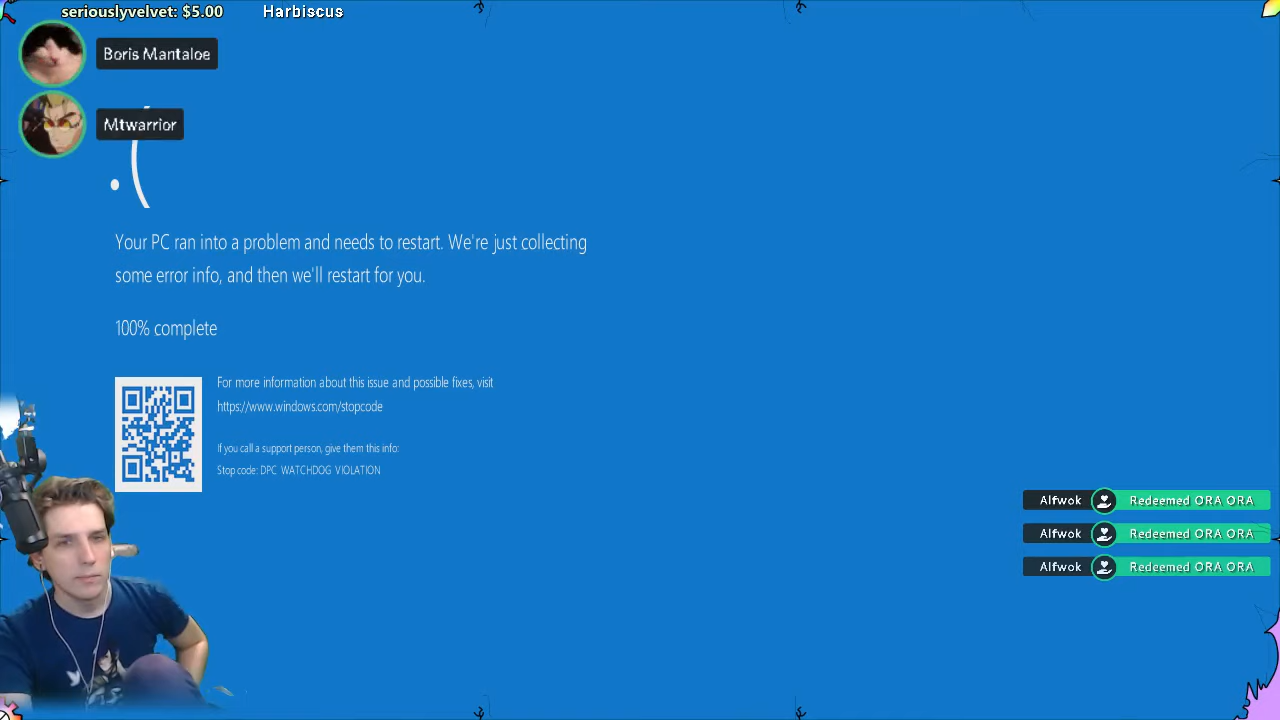 seriouslyvelvet: $5.00
Harbiscus
Boris Mantaloe
Mtwarrior
:(
Your PC ran into a problem and needs to restart. We're just collecting
some error info, and then we'll restart for you.
100% complete
For more information about this issue and possible fixes, visit
https://www.windows.com/stopcode
If you call a support person, give them this info:
Stop code: DPC_WATCHDOG_VIOLATION
Alfwok Redeemed ORA ORA
Alfwok Redeemed ORA ORA
Alfwok Redeemed ORA ORA